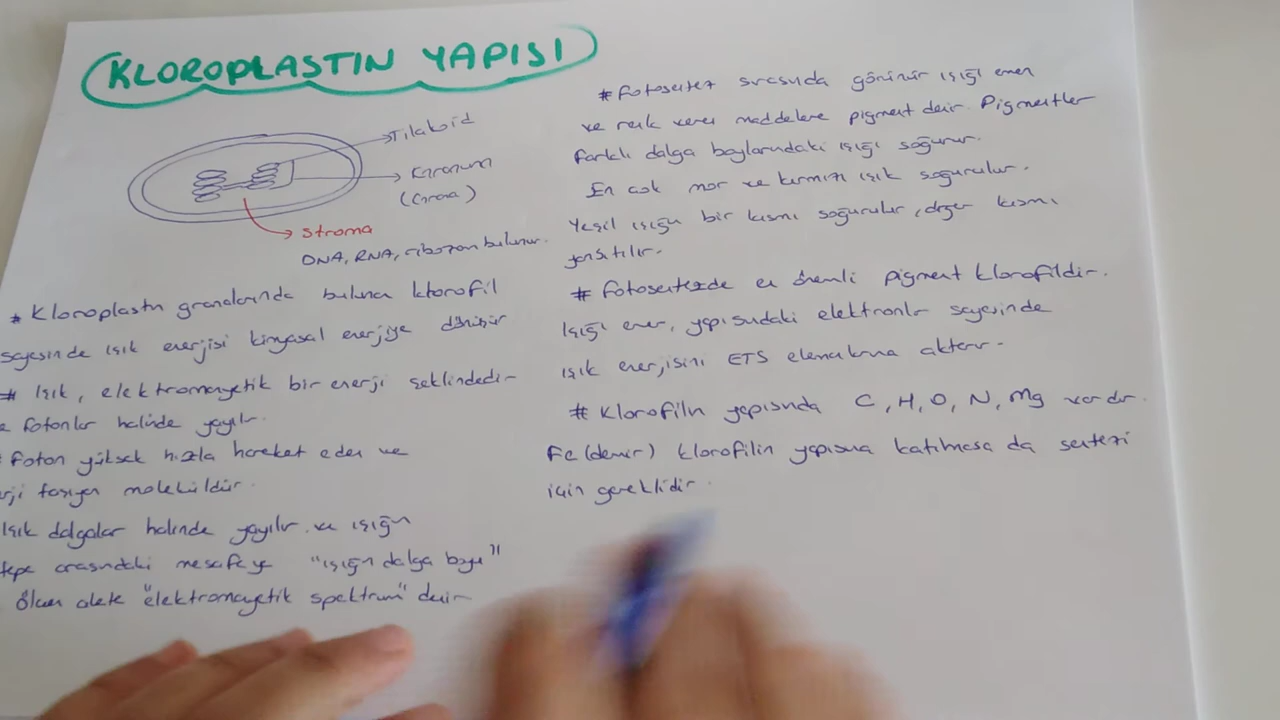 KLOROPLASTIN YAPISI
Tilakoid
Granum
(Grana)
Stroma
DNA, RNA, ribozom bulunur.
* Kloroplastın granalarında buluna klorofil
sayesinde ışık enerjisi kimyasal enerjiye dönüşür
# Işık, elektromanyetik bir enerji şeklindedir
fotonlar halinde yayılır.
Foton yüksek hızla hareket eden ve
taşıyan moleküldür.
Işık dalgalar halinde yayılır ve ışığın
tepe arasındaki mesafeye "ışığın dalga boyu"
ölçen alete "elektromanyetik spektrum" denir
# Fotosentez sırasında görünür ışığı emen
ve renk veren maddelere pigment denir. Pigmentler
farklı dalga boylarındaki ışığı soğurur.
En çok mor ve kırmızı ışık soğurulur.
Yeşil ışığın bir kısmı soğurulur, diğer kısmı
yansıtılır.
# Fotosentezde en önemli pigment klorofildir.
Işığı emer, yapısındaki elektronlar sayesinde
ışık enerjisini ETS elemanlarına aktarır.
# Klorofilin yapısında C, H, O, N, Mg vardır.
Fe (demir) klorofilin yapısına katılmasa da sentezi
için gereklidir.